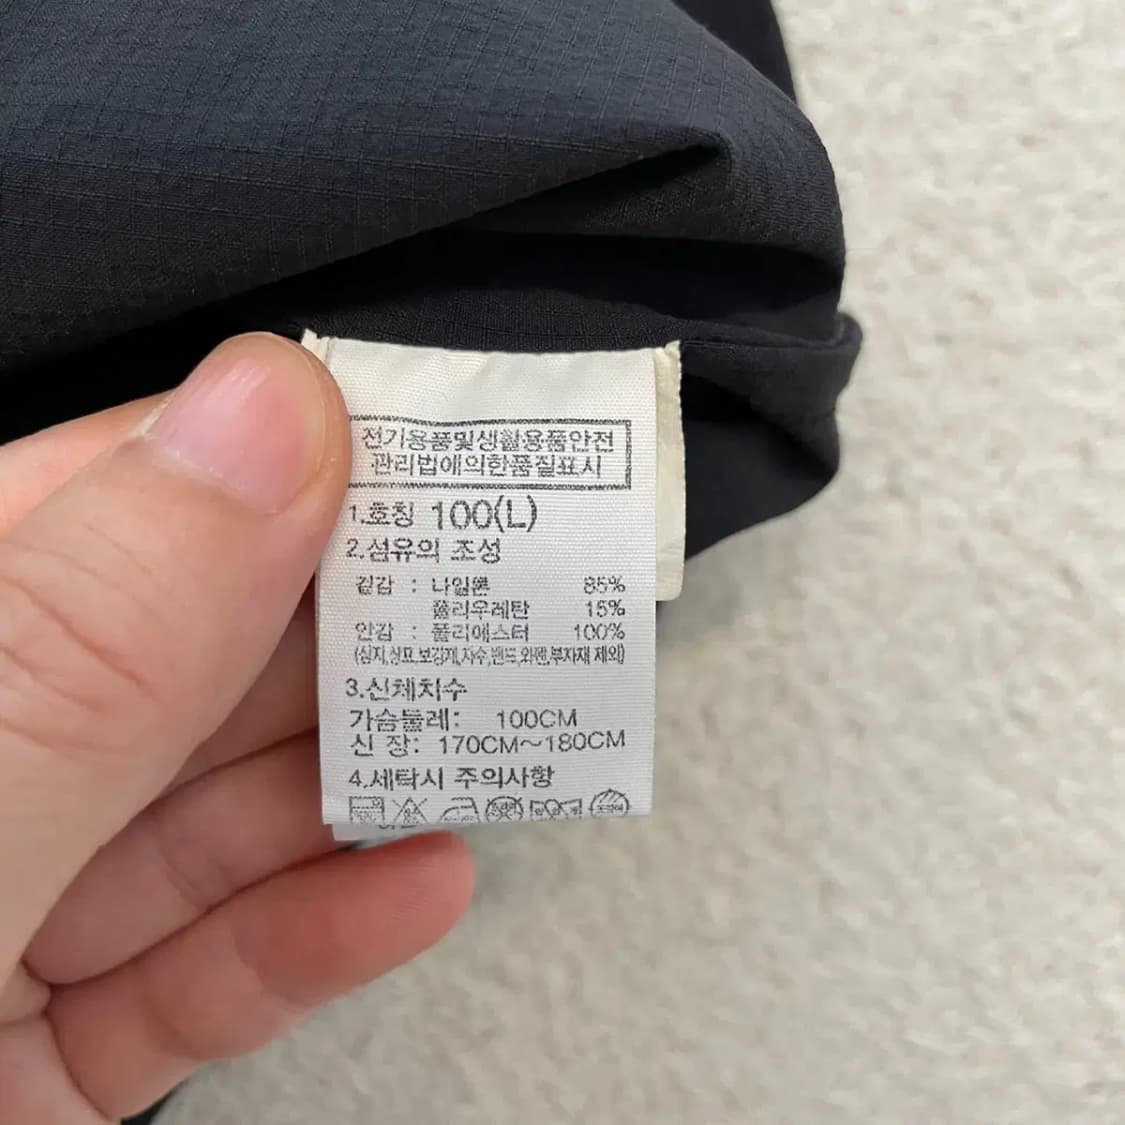 전기용품및생활용품안전
관리법에의한품질표시
1.호칭 100(L)
2.섬유의 조성
겉감 : 나일론 85%
폴리우레탄 15%
안감 : 폴리에스터 100%
(심지,상표,보강재,자수,밴드,와펜,부자재 제외)
3.신체치수
가슴둘레: 100CM
신 장: 170CM~180CM
4.세탁시 주의사항